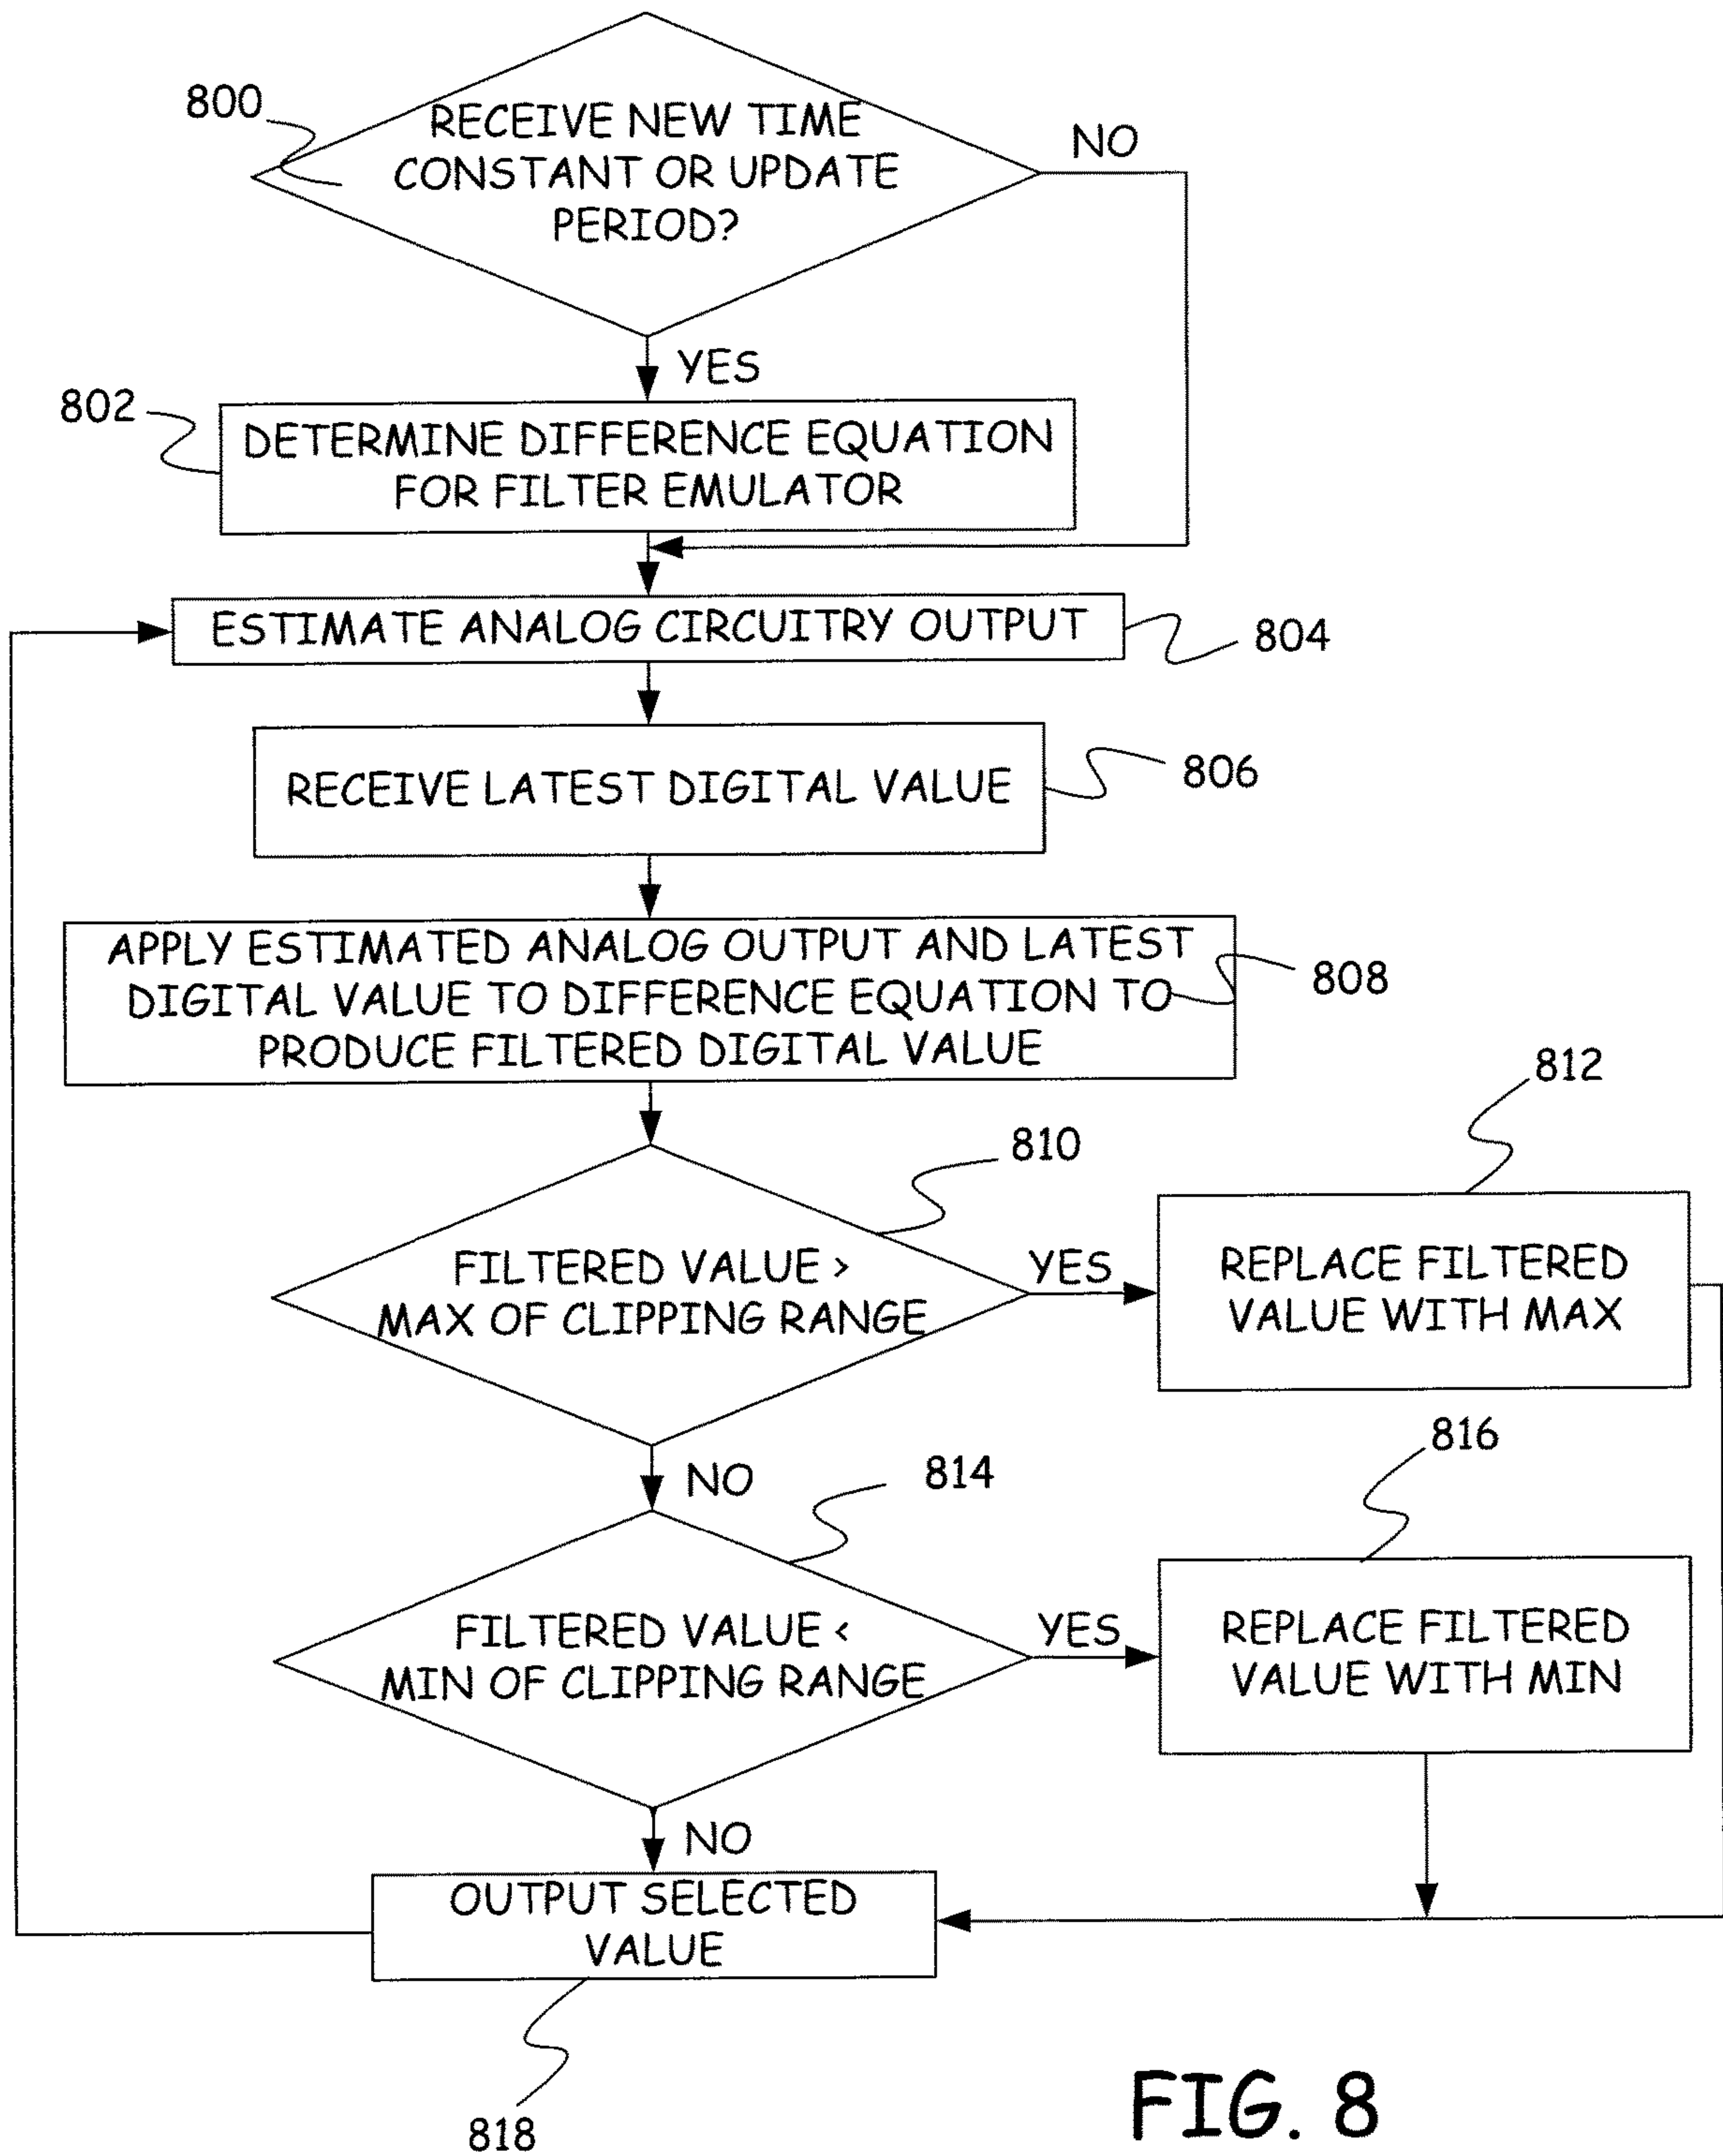 800
RECEIVE NEW TIME
CONSTANT OR UPDATE
PERIOD?
NO
YES
802
DETERMINE DIFFERENCE EQUATION
FOR FILTER EMULATOR
ESTIMATE ANALOG CIRCUITRY OUTPUT
804
RECEIVE LATEST DIGITAL VALUE
806
APPLY ESTIMATED ANALOG OUTPUT AND LATEST
DIGITAL VALUE TO DIFFERENCE EQUATION TO
PRODUCE FILTERED DIGITAL VALUE
808
810
FILTERED VALUE >
MAX OF CLIPPING RANGE
YES
812
REPLACE FILTERED
VALUE WITH MAX
NO
814
FILTERED VALUE <
MIN OF CLIPPING RANGE
YES
816
REPLACE FILTERED
VALUE WITH MIN
NO
OUTPUT SELECTED
VALUE
818
FIG. 8